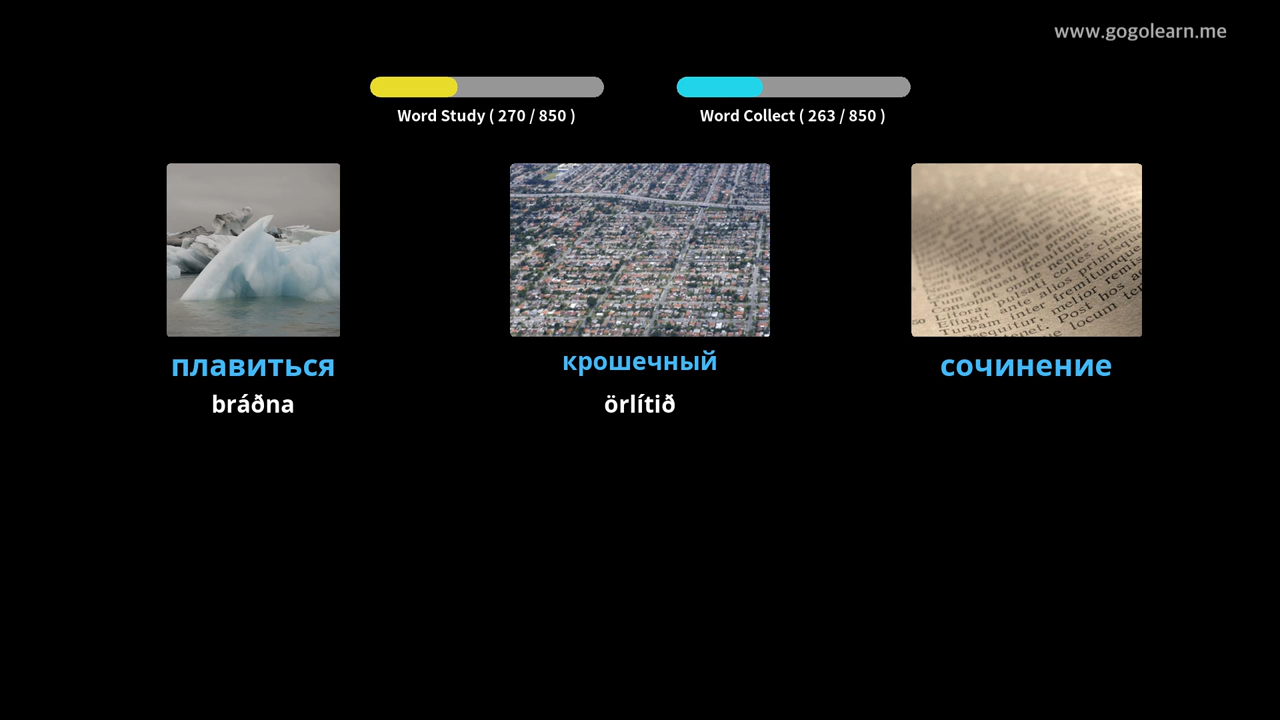 www.gogolearn.me
Word Study ( 270 / 850 )
Word Collect ( 263 / 850 )
плавиться
bráðna
крошечный
örlítið
сочинение